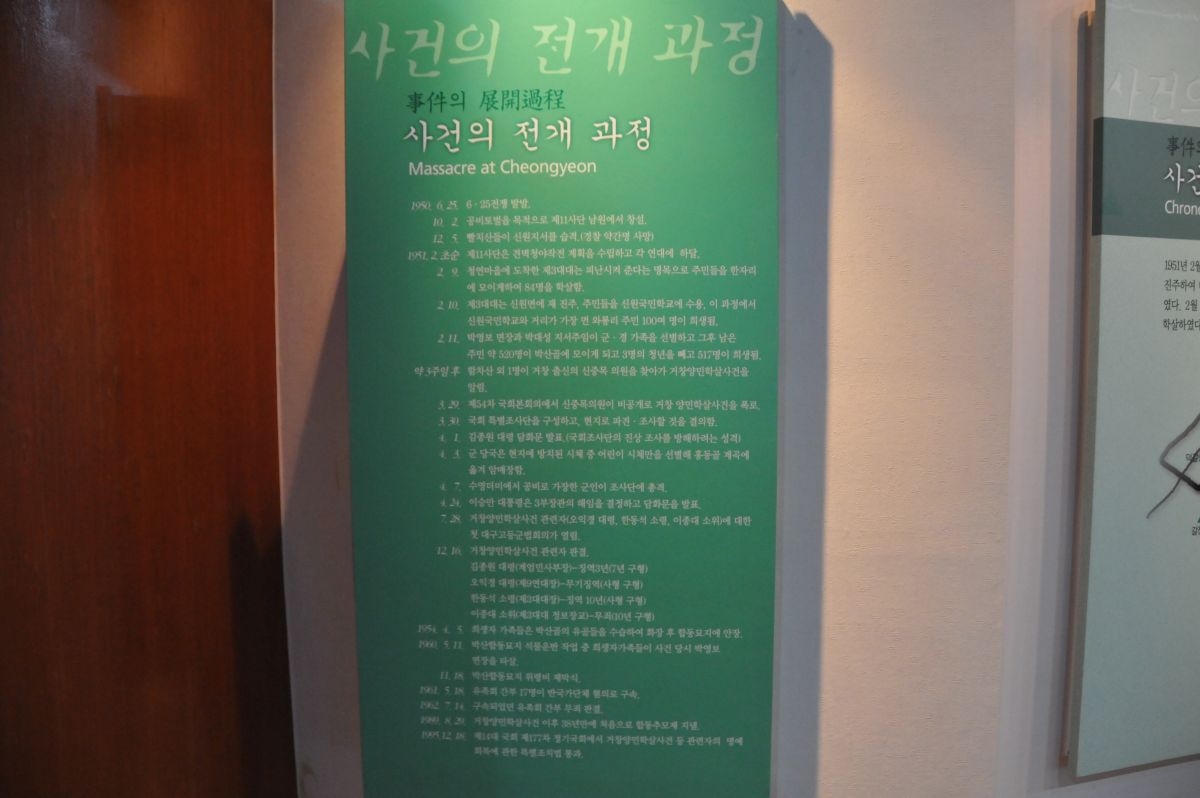 사건의 전개 과정
事件의 展開過程
사건의 전개 과정
Massacre at Cheongyeon
1950. 6. 25. 6·25전쟁 발발.
10. 2. 공비토벌을 목적으로 제11사단 남원에서 창설.
12. 5. 빨치산들이 신원지서를 습격.(경찰 약간명 사망)
1951. 2. 초순 제11사단은 견벽청야작전 계획을 수립하고 각 연대에 하달.
2. 9. 청연마을에 도착한 제3대대는 피난시켜 준다는 명목으로 주민들을 한자리
에 모이게하여 84명을 학살함.
2. 10. 제3대대는 신원면에 재 진주, 주민들을 신원국민학교에 수용, 이 과정에서
신원국민학교와 거리가 가장 먼 와룡리 주민 100여 명이 희생됨.
2. 11. 박영보 면장과 박대성 지서주임이 군·경 가족을 선별하고 그후 남은
주민 약 520명이 박산골에 모이게 되고 3명의 청년을 빼고 517명이 희생됨.
약 3주일 후 함차산 외 1명이 거창 출신의 신중목 의원을 찾아가 거창양민학살사건을
알림.
3. 29. 제54차 국회본회의에서 신중목의원이 비공개로 거창 양민학살사건을 폭로.
3. 30. 국회 특별조사단을 구성하고, 현지로 파견·조사할 것을 결의함.
4. 1. 김종원 대령 담화문 발표.(국회조사단의 진상 조사를 방해하려는 성격)
4. 3. 군 당국은 현지에 방치된 시체 중 어린이 시체만을 선별해 홍동골 계곡에
옮겨 암매장함.
4. 7. 수영더미에서 공비로 가장한 군인이 조사단에 총격.
4. 24. 이승만 대통령은 3부장관의 해임을 결정하고 담화문을 발표.
7. 28. 거창양민학살사건 관련자(오익경 대령, 한동석 소령, 이종대 소위)에 대한
첫 대구고등군법회의가 열림.
12. 16. 거창양민학살사건 관련자 판결.
김종원 대령(계엄민사부장)-징역3년(7년 구형)
오익경 대령(제9연대장)-무기징역(사형 구형)
한동석 소령(제3대대장)-징역 10년(사형 구형)
이종대 소위(제3대대 정보장교)-무죄(10년 구형)
1954. 4. 5. 희생자 가족들은 박산골의 유골들을 수습하여 화장 후 합동묘지에 안장.
1960. 5. 11. 박산합동묘지 석물운반 작업 중 희생자가족들이 사건 당시 박영보
면장을 타살.
11. 18. 박산합동묘지 위령비 제막식.
1961. 5. 18. 유족회 간부 17명이 반국가단체 혐의로 구속.
1962. 7. 14. 구속되었던 유족회 간부 무죄 판결.
1989. 8. 29. 거창양민학살사건 이후 38년만에 처음으로 합동추모제 지냄.
1995.12. 18. 제14대 국회 제177차 정기국회에서 거창양민학살사건 등 관련자의 명예
회복에 관한 특별조치법 통과.
사건의
事件의
Chron
1951년 2월
진주하여
였다. 2월
학살하였다